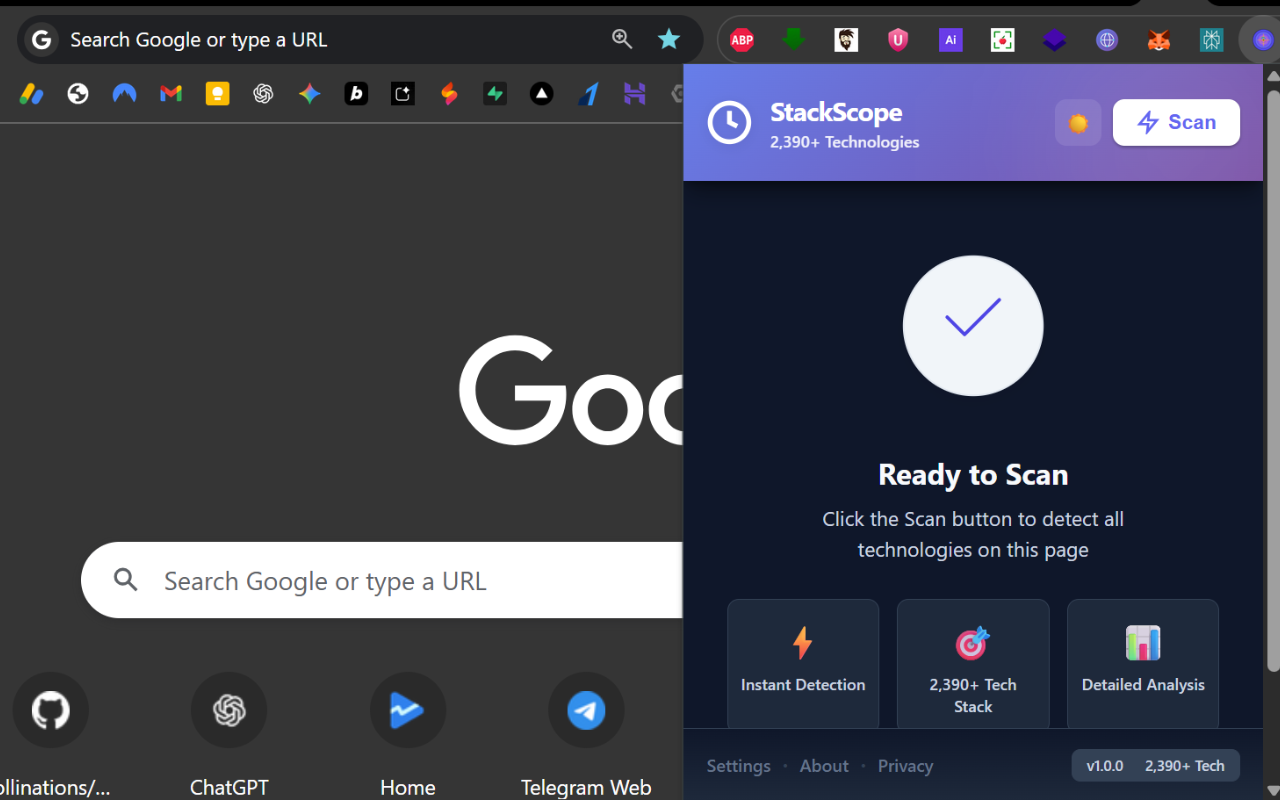 Search Google or type a URL
ABP
Ai
StackScope
2,390+ Technologies
Scan
Goo
Search Google or type a URL
Ready to Scan
Click the Scan button to detect all
technologies on this page
Instant Detection
2,390+ Tech
Stack
Detailed Analysis
ollinations/...
ChatGPT
Home
Telegram Web
Settings · About · Privacy
v1.0.0 2,390+ Tech